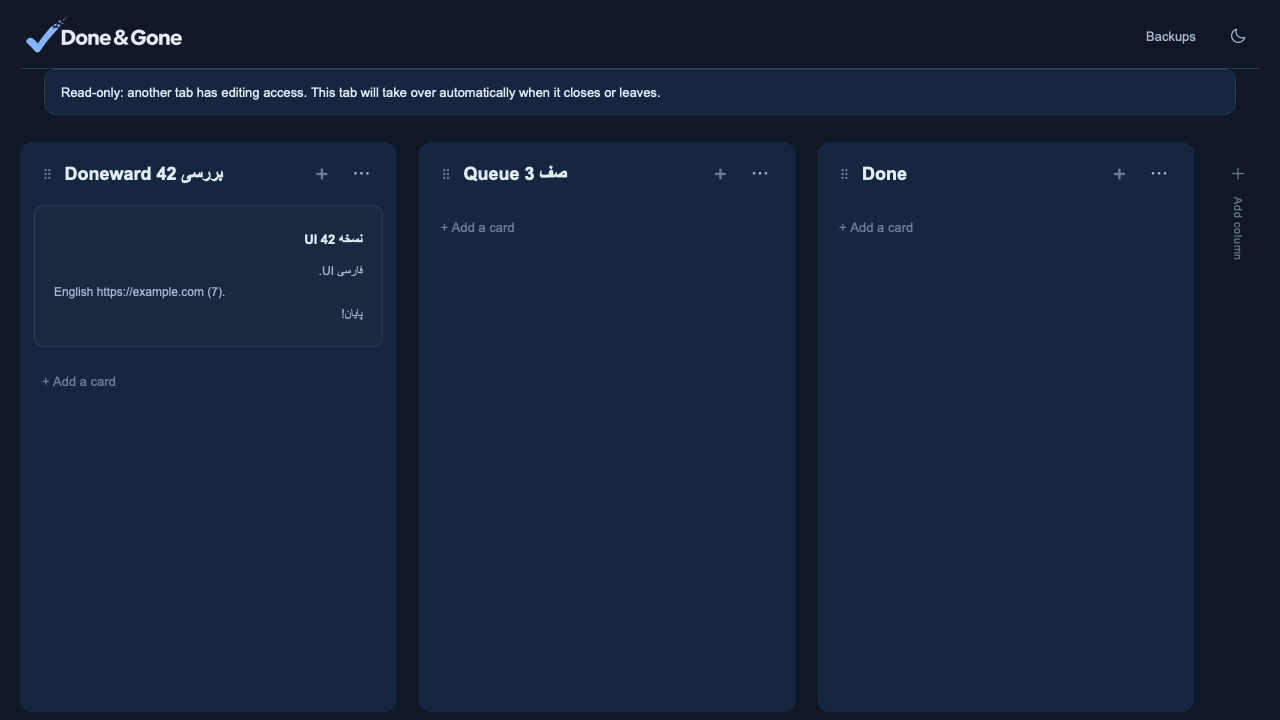 Done & Gone
Backups
Read-only: another tab has editing access. This tab will take over automatically when it closes or leaves.
Doneward 42 بررسی
نسخه UI 42
فارسی UI.
English https://example.com (7).
پایان!
+ Add a card
Queue 3 صف
+ Add a card
Done
+ Add a card
Add column